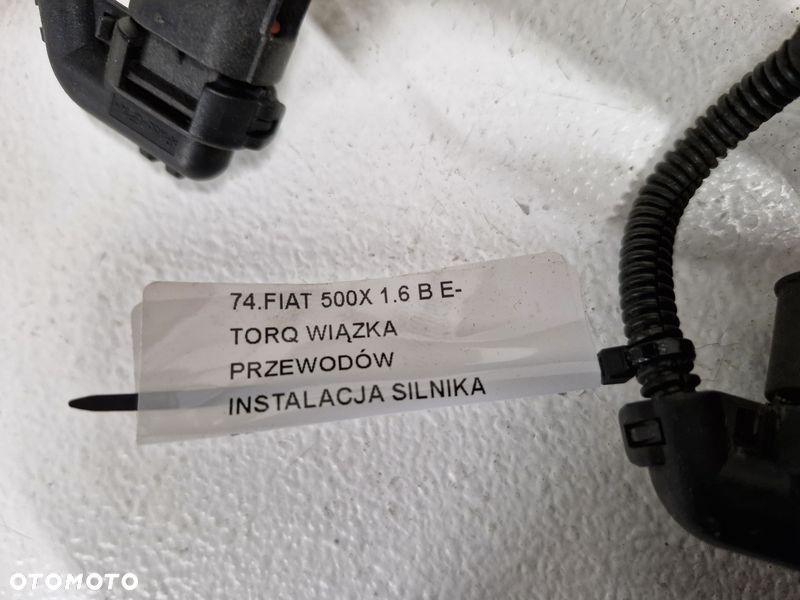 74.FIAT 500X 1.6 B E-
TORQ WIĄZKA
PRZEWODÓW
INSTALACJA SILNIKA
OTOMOTO